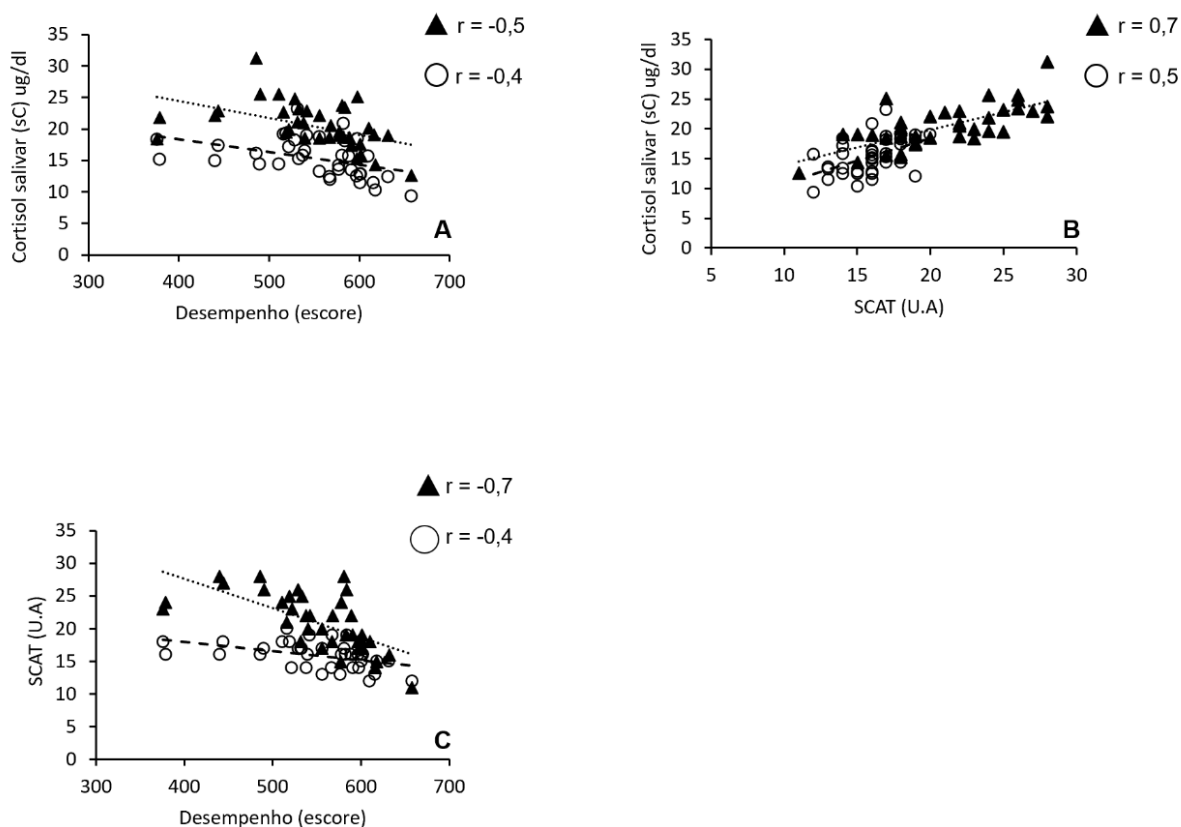 r = -0,5
r = -0,4
Cortisol salivar (sC) ug/dl
35
30
25
20
15
10
5
0
A
300 400 500 600 700
Desempenho (escore)
r = 0,7
r = 0,5
Cortisol salivar (sC) ug/dl
35
30
25
20
15
10
5
0
B
5 10 15 20 25 30
SCAT (U.A)
r = -0,7
r = -0,4
SCAT (U.A)
35
30
25
20
15
10
5
0
C
300 400 500 600 700
Desempenho (escore)